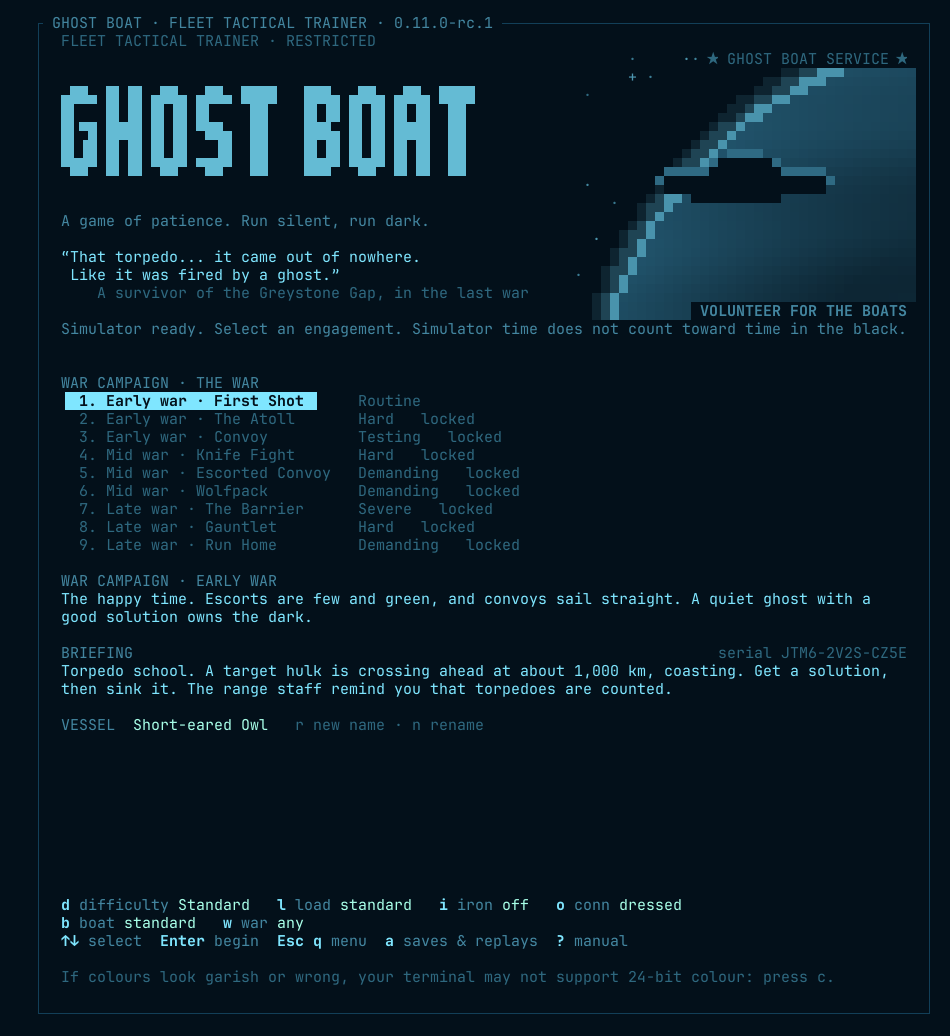 GHOST BOAT · FLEET TACTICAL TRAINER · 0.11.0-rc.1
FLEET TACTICAL TRAINER · RESTRICTED
★ GHOST BOAT SERVICE ★
GHOST BOAT
A game of patience. Run silent, run dark.
“That torpedo... it came out of nowhere.
Like it was fired by a ghost.”
A survivor of the Greystone Gap, in the last war
VOLUNTEER FOR THE BOATS
Simulator ready. Select an engagement. Simulator time does not count toward time in the black.
WAR CAMPAIGN · THE WAR
1. Early war · First Shot Routine
2. Early war · The Atoll Hard locked
3. Early war · Convoy Testing locked
4. Mid war · Knife Fight Hard locked
5. Mid war · Escorted Convoy Demanding locked
6. Mid war · Wolfpack Demanding locked
7. Late war · The Barrier Severe locked
8. Late war · Gauntlet Hard locked
9. Late war · Run Home Demanding locked
WAR CAMPAIGN · EARLY WAR
The happy time. Escorts are few and green, and convoys sail straight. A quiet ghost with a
good solution owns the dark.
BRIEFING serial JTM6-2V2S-CZ5E
Torpedo school. A target hulk is crossing ahead at about 1,000 km, coasting. Get a solution,
then sink it. The range staff remind you that torpedoes are counted.
VESSEL Short-eared Owl r new name · n rename
d difficulty Standard l load standard i iron off o conn dressed
b boat standard w war any
↑↓ select Enter begin Esc q menu a saves & replays ? manual
If colours look garish or wrong, your terminal may not support 24-bit colour: press c.